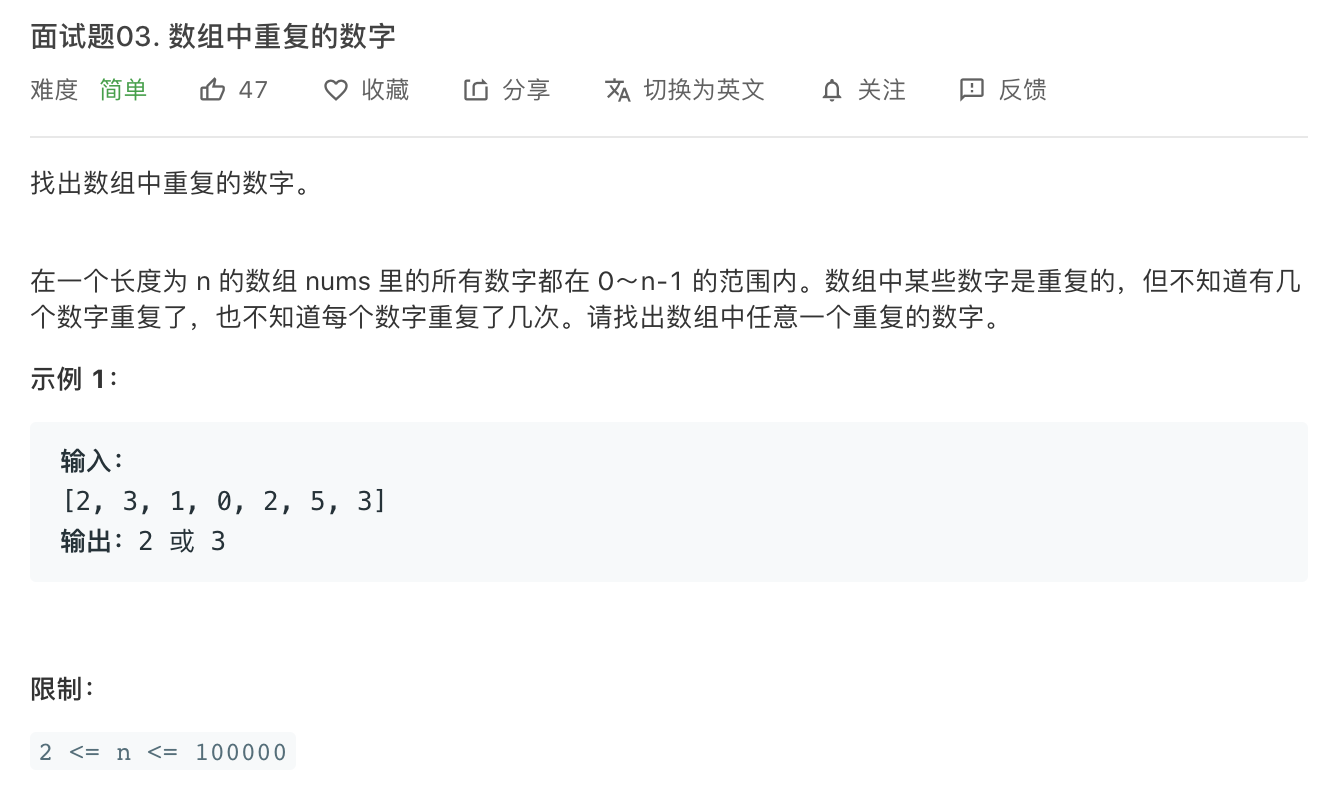 面试题03. 数组中重复的数字
难度 简单 47 收藏 分享 切换为英文 关注 反馈
找出数组中重复的数字。
在一个长度为 n 的数组 nums 里的所有数字都在 0～n-1 的范围内。数组中某些数字是重复的，但不知道有几
个数字重复了，也不知道每个数字重复了几次。请找出数组中任意一个重复的数字。
示例 1：
输入：
[2, 3, 1, 0, 2, 5, 3]
输出：2 或 3
限制：
2 <= n <= 100000